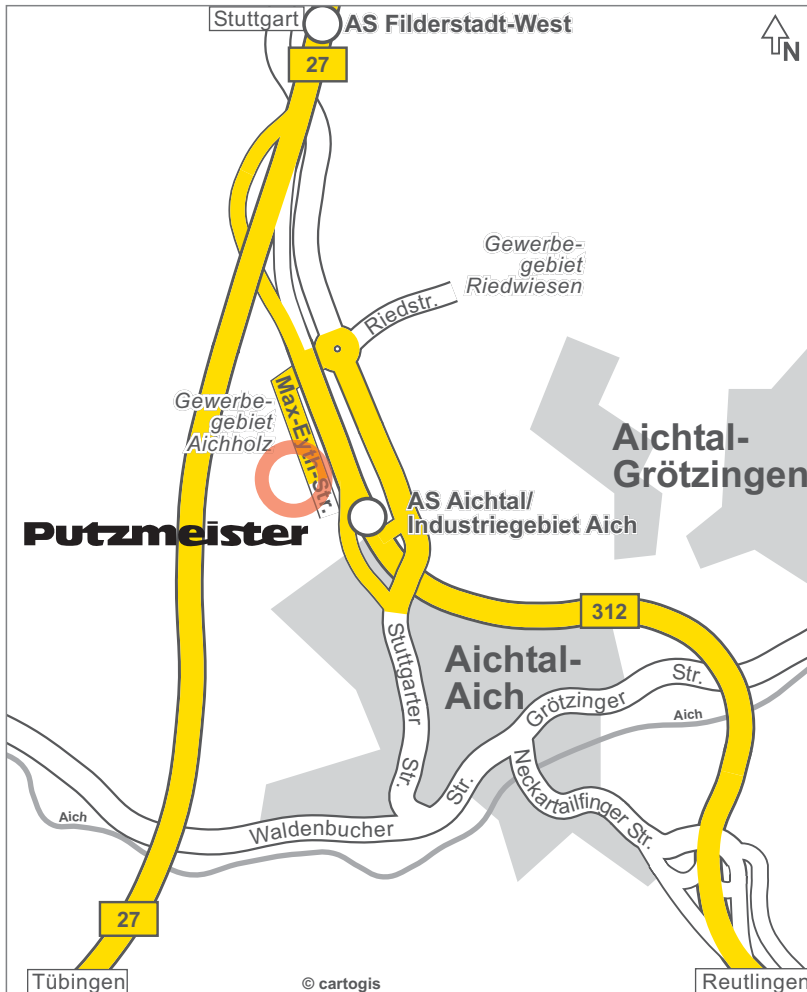 Stuttgart
AS Filderstadt-West
N
27
Gewerbe-
gebiet
Riedwiesen
Riedstr.
Max-Eyth-Str.
Gewerbe-
gebiet
Aichholz
Aichtal-
Grötzingen
AS Aichtal/
Industriegebiet Aich
Putzmeister
312
Stuttgarter Str.
Aichtal-
Aich
Grötzinger Str.
Aich
Neckartailfinger Str.
Aich
Waldenbucher Str.
27
Tübingen
© cartogis
Reutlingen